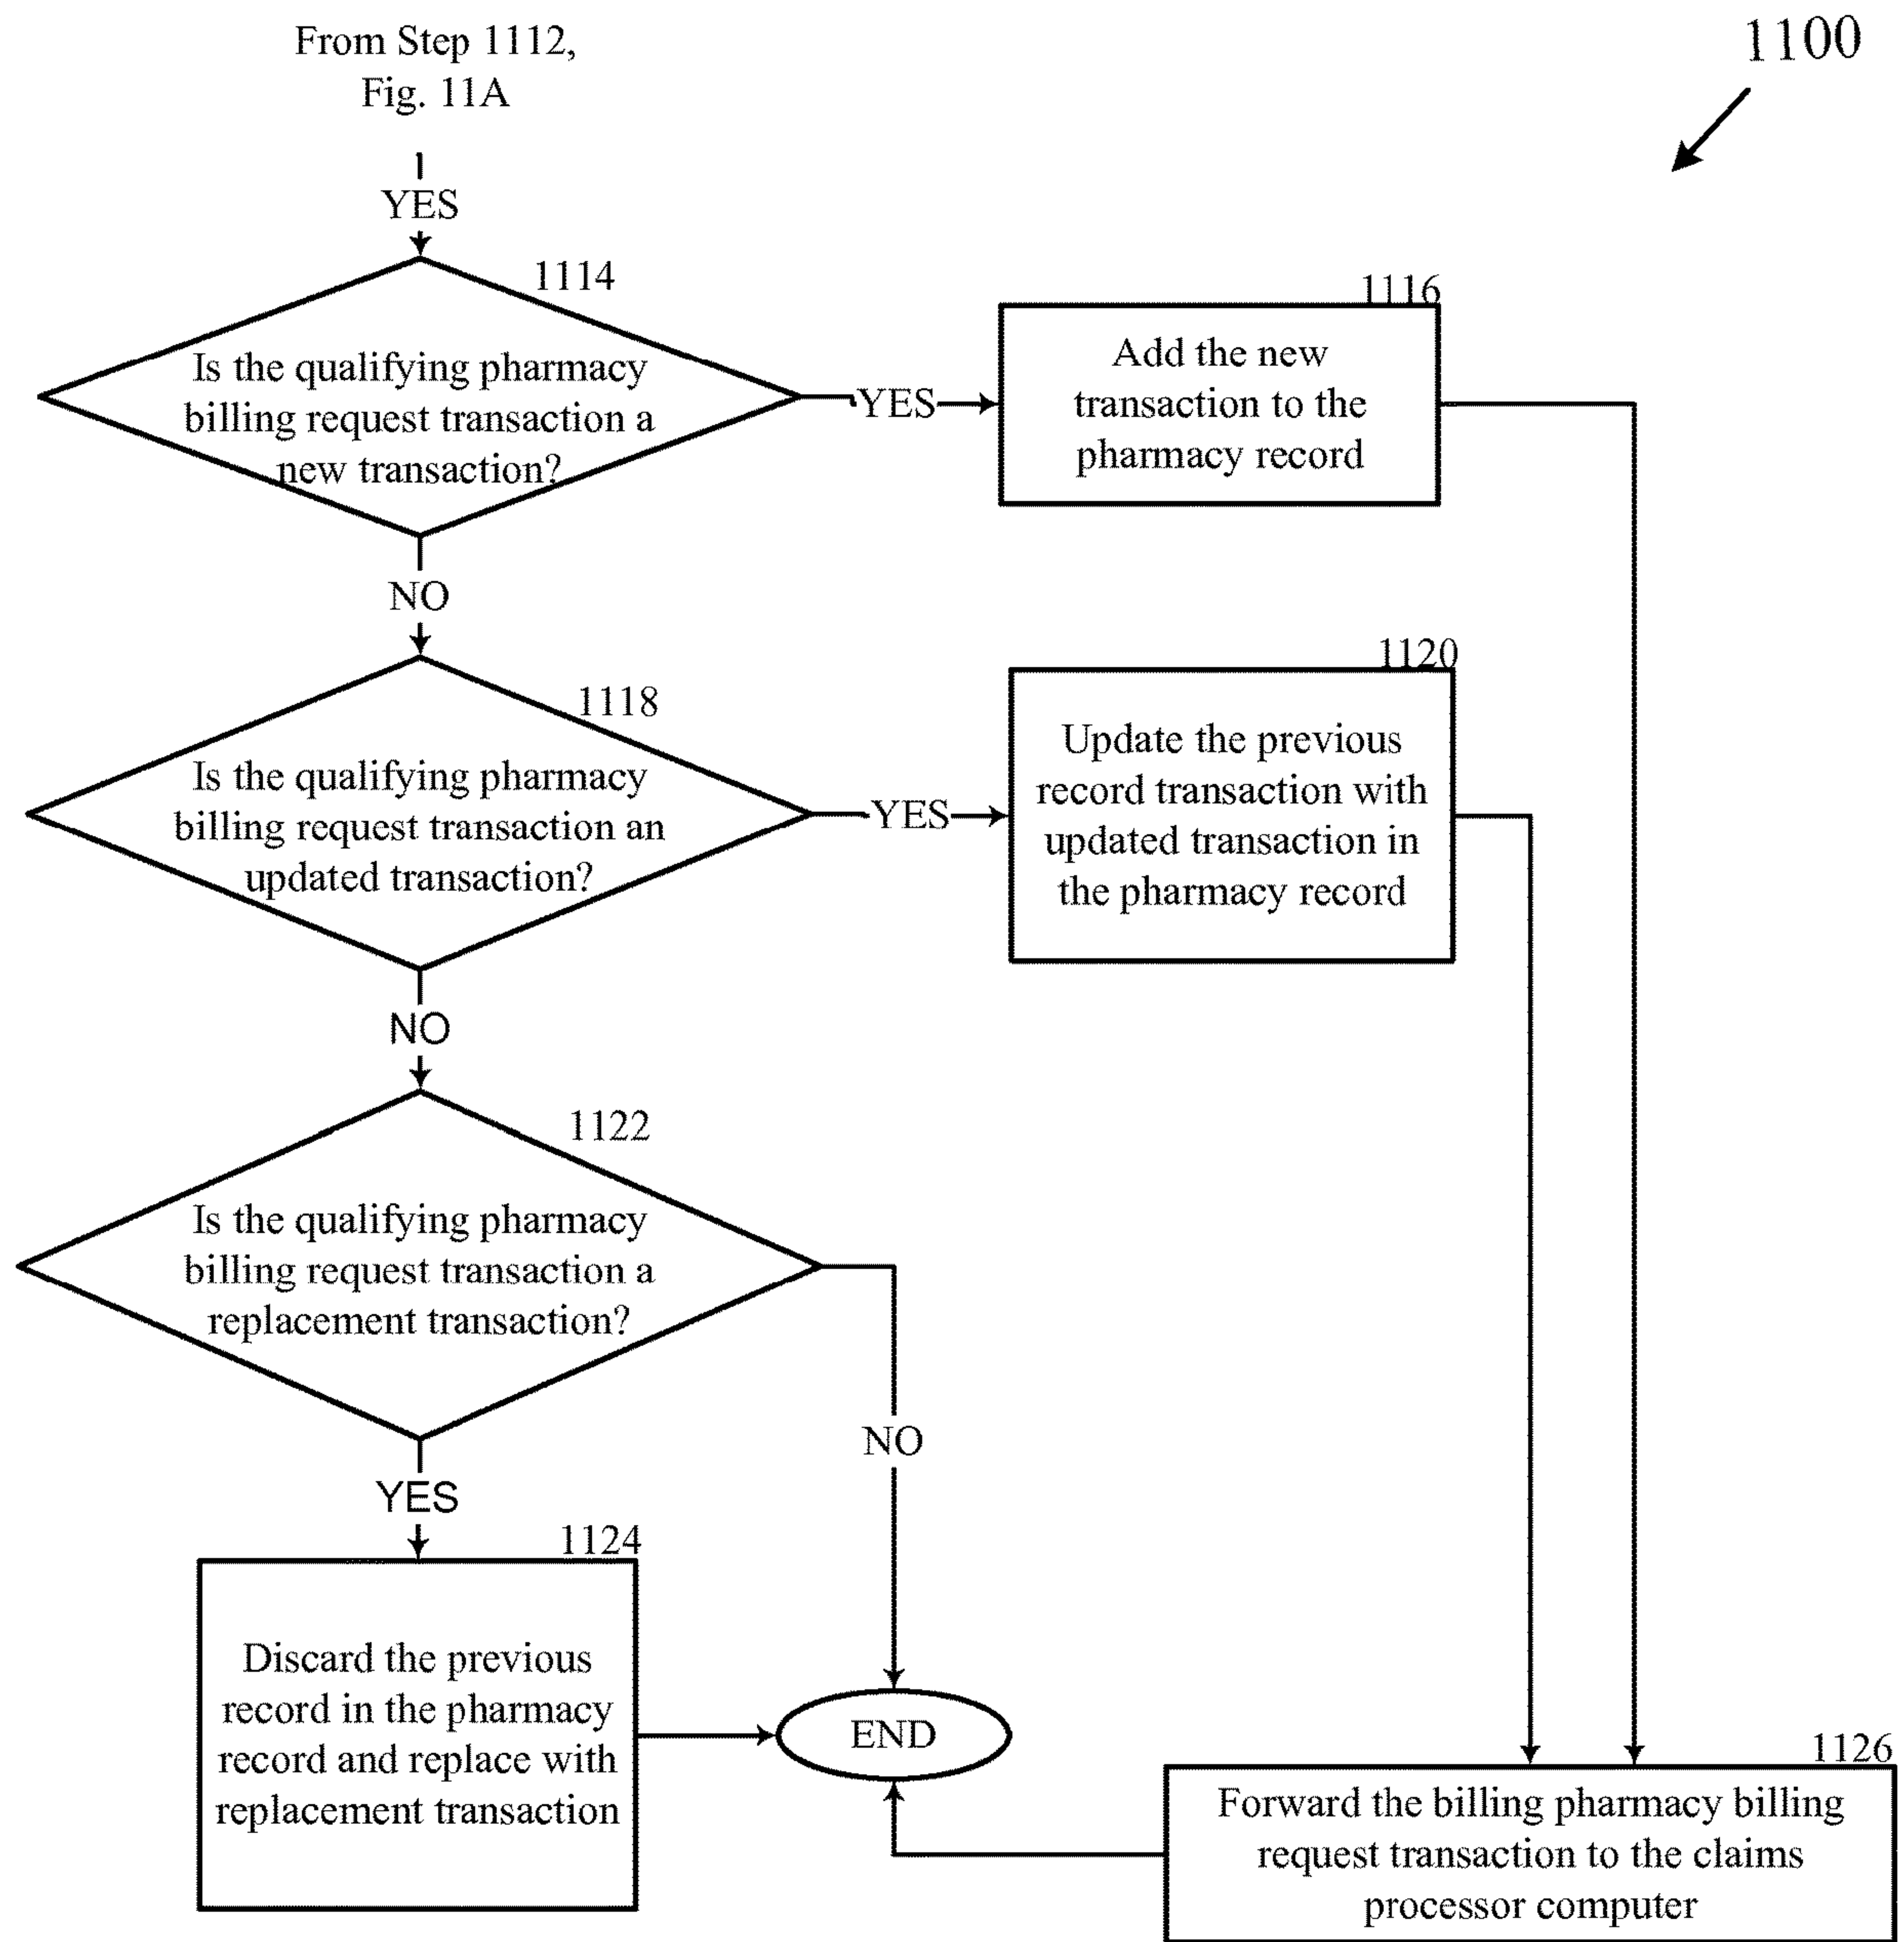 From Step 1112,
Fig. 11A
1100
YES
1114
Is the qualifying pharmacy
billing request transaction a
new transaction?
YES
1116
Add the new
transaction to the
pharmacy record
NO
1118
Is the qualifying pharmacy
billing request transaction an
updated transaction?
YES
1120
Update the previous
record transaction with
updated transaction in
the pharmacy record
NO
1122
Is the qualifying pharmacy
billing request transaction a
replacement transaction?
NO
YES
1124
Discard the previous
record in the pharmacy
record and replace with
replacement transaction
END
1126
Forward the billing pharmacy billing
request transaction to the claims
processor computer